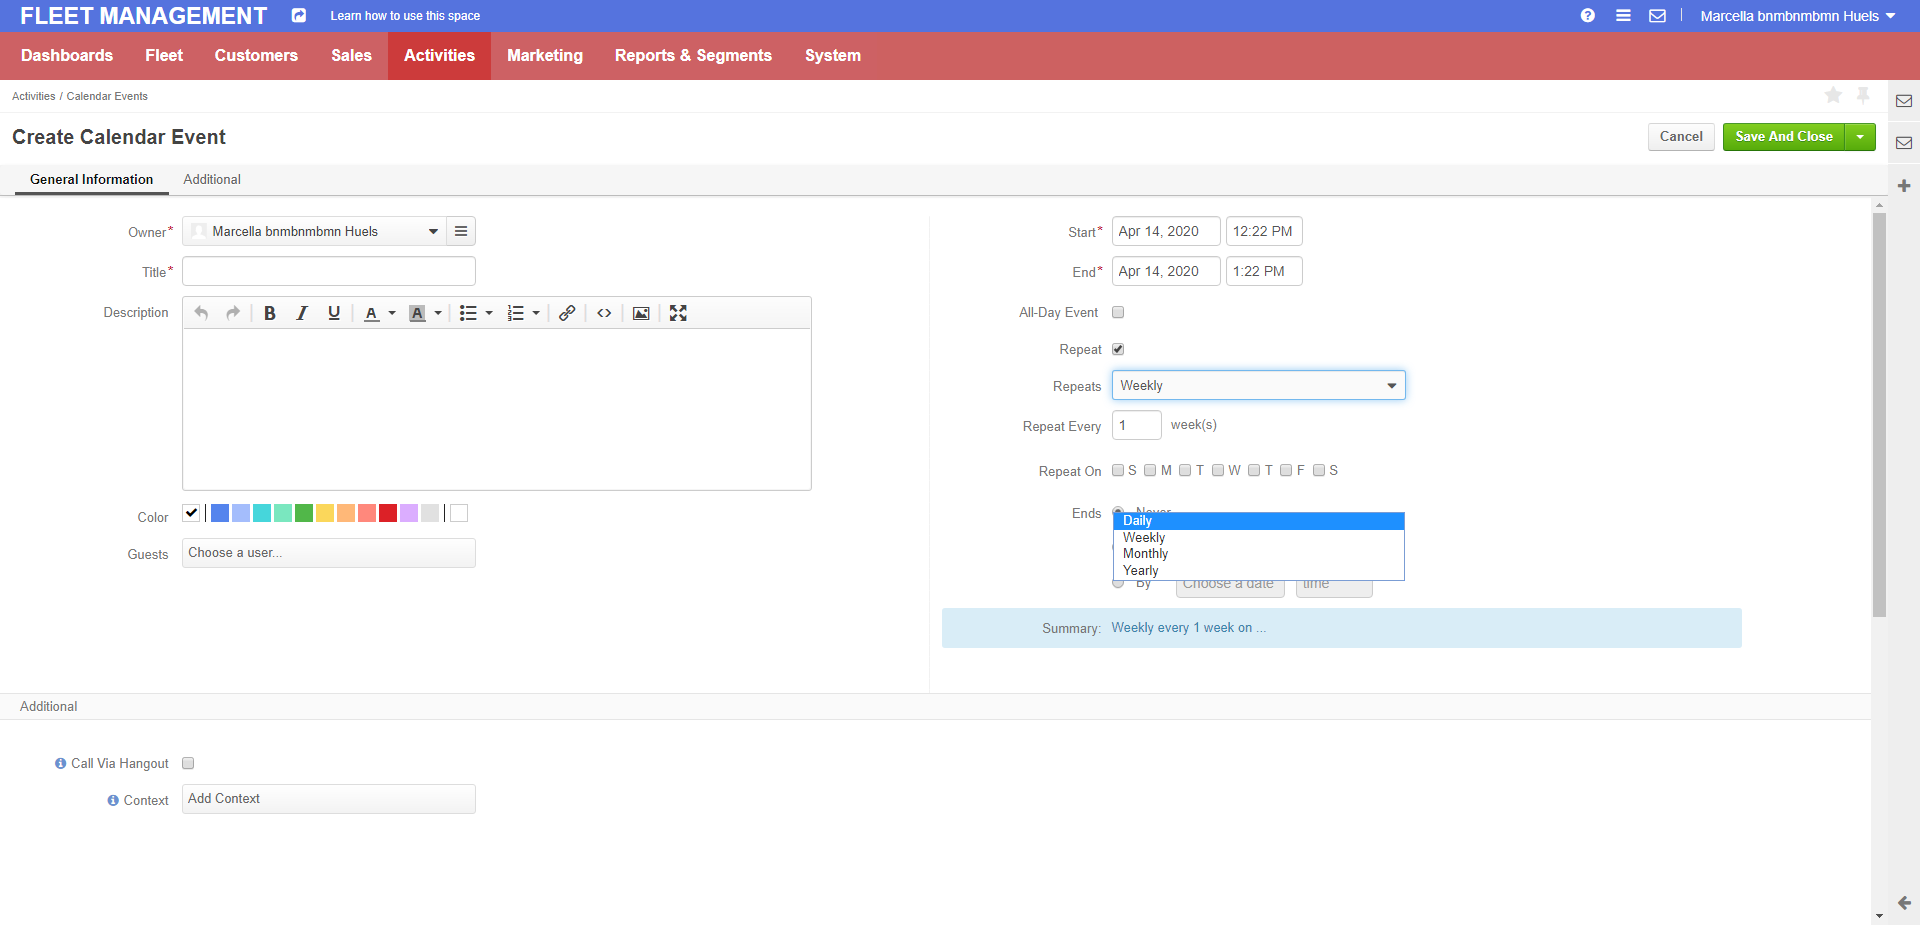 FLEET MANAGEMENT
Learn how to use this space
Marcella bnmbnmbmn Huels
Dashboards
Fleet
Customers
Sales
Activities
Marketing
Reports & Segments
System
Activities / Calendar Events
Create Calendar Event
Cancel
Save And Close
General Information
Additional
Owner*
Marcella bnmbnmbmn Huels
Title*
Description
B I U A A
Color
Guests
Choose a user...
Start*
Apr 14, 2020
12:22 PM
End*
Apr 14, 2020
1:22 PM
All-Day Event
Repeat
Repeats
Weekly
Repeat Every
1
week(s)
Repeat On
S M T W T F S
Ends
Never
Daily
Weekly
Monthly
Yearly
By
Choose a date
time
Summary:
Weekly every 1 week on ...
Additional
Call Via Hangout
Context
Add Context